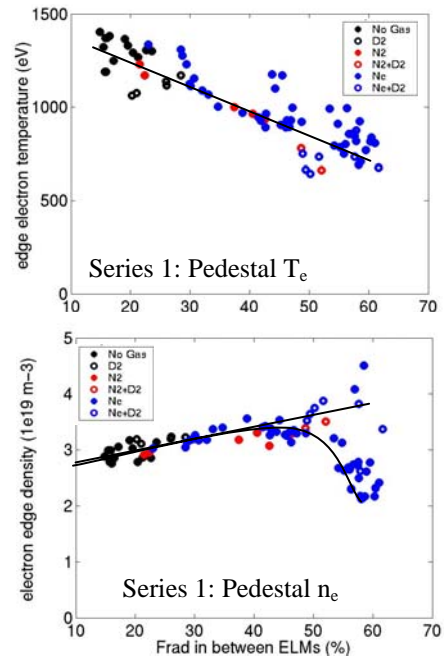 edge electron temperature (eV)
1500
1000
500
0
No Gas
D2
N2
N2+D2
Ne
Ne+D2
Series 1: Pedestal Te
10 20 30 40 50 60 70
electron edge density (1e19 m−3)
5
4
3
2
1
0
No Gas
D2
N2
N2+D2
Ne
Ne+D2
Series 1: Pedestal ne
10 20 30 40 50 60 70
Frad in between ELMs (%)